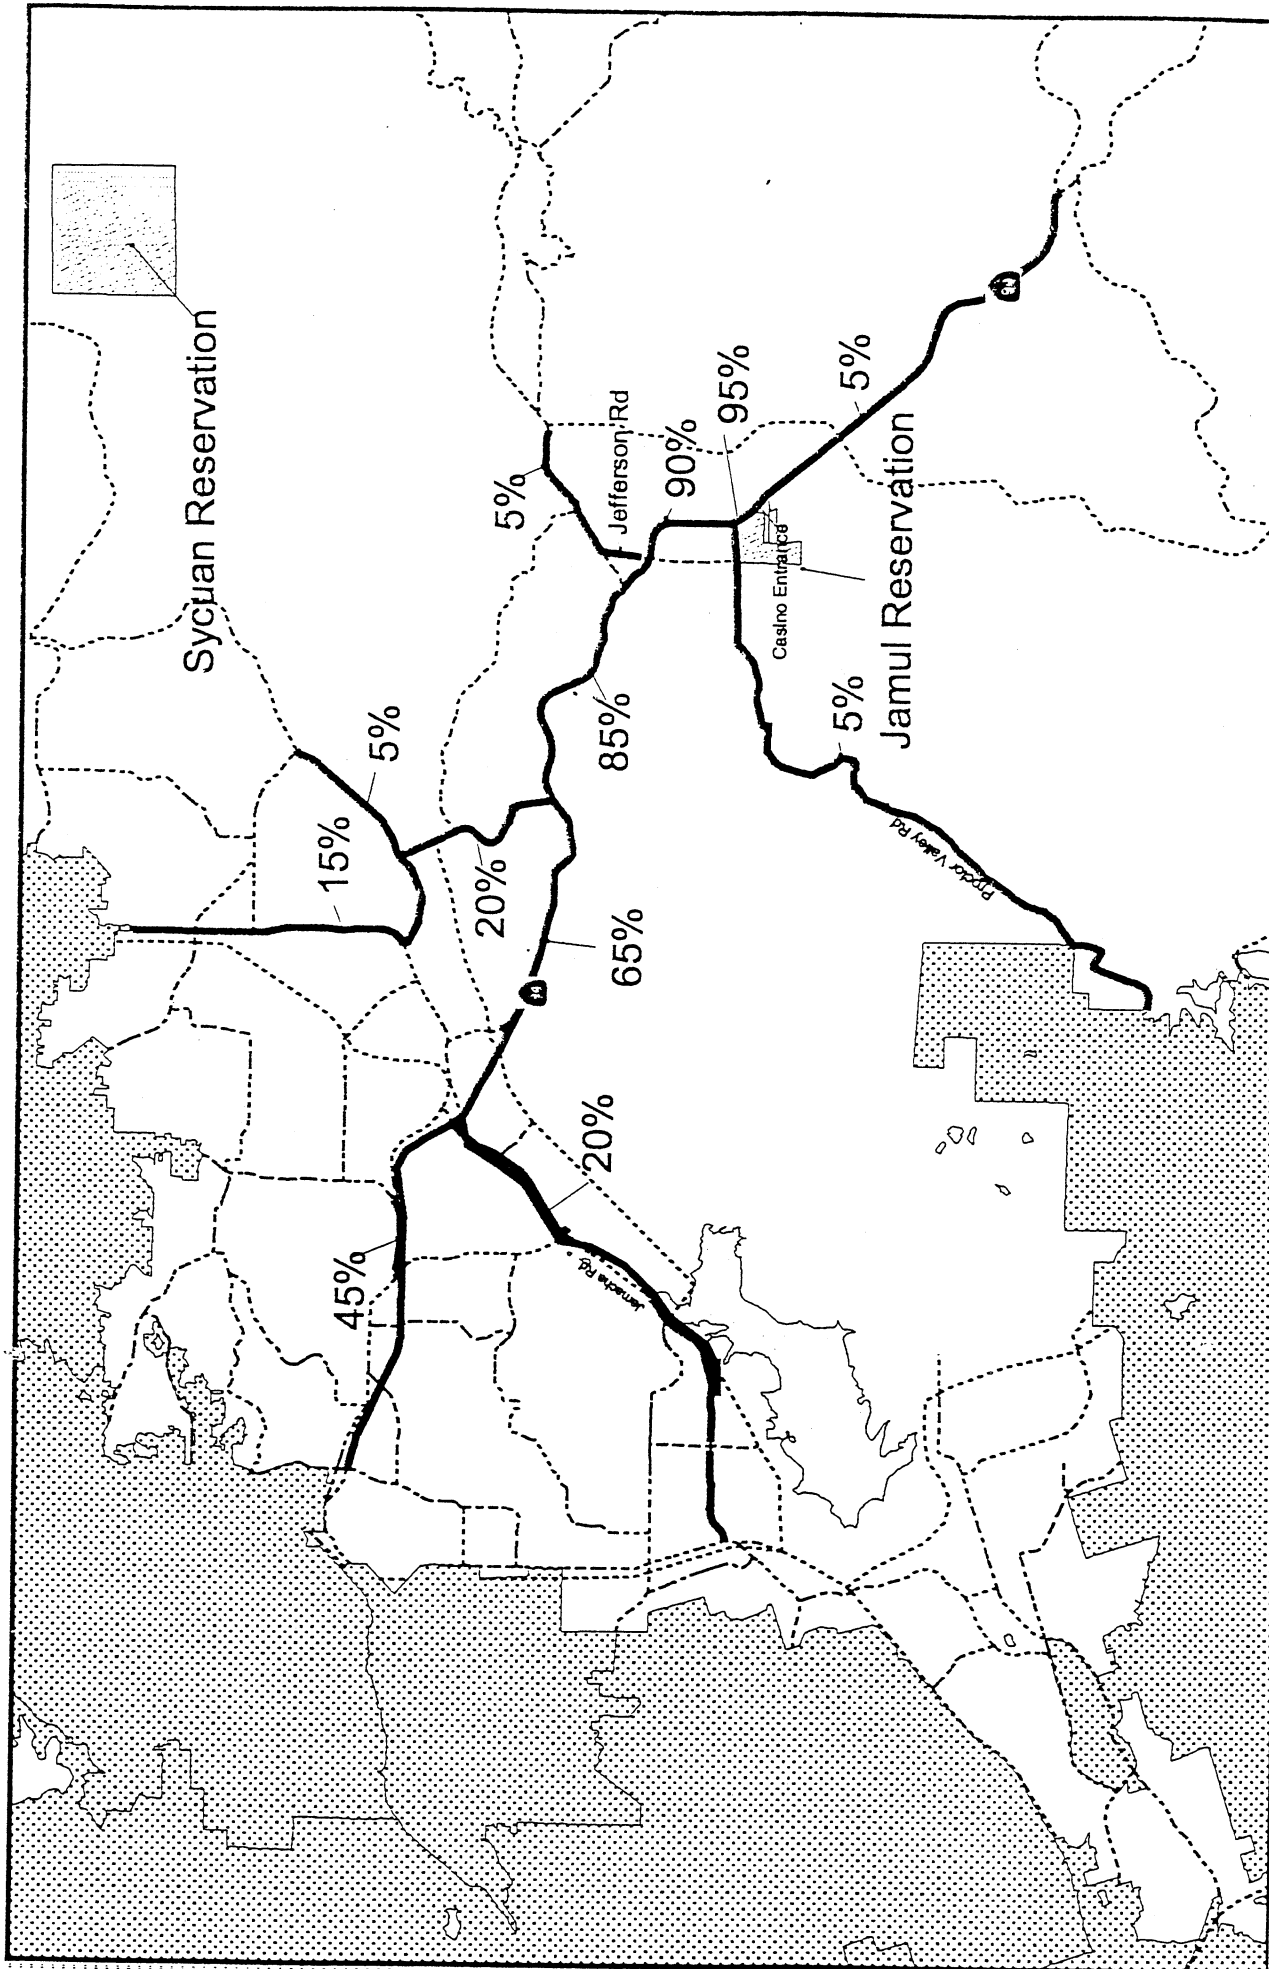 Sycuan Reservation
5%
15%
20%
5%
Jefferson Rd
90%
95%
5%
85%
65%
94
Casino Entrance
Jamul Reservation
5%
Proctor Valley Rd
45%
20%
Jamacha Rd